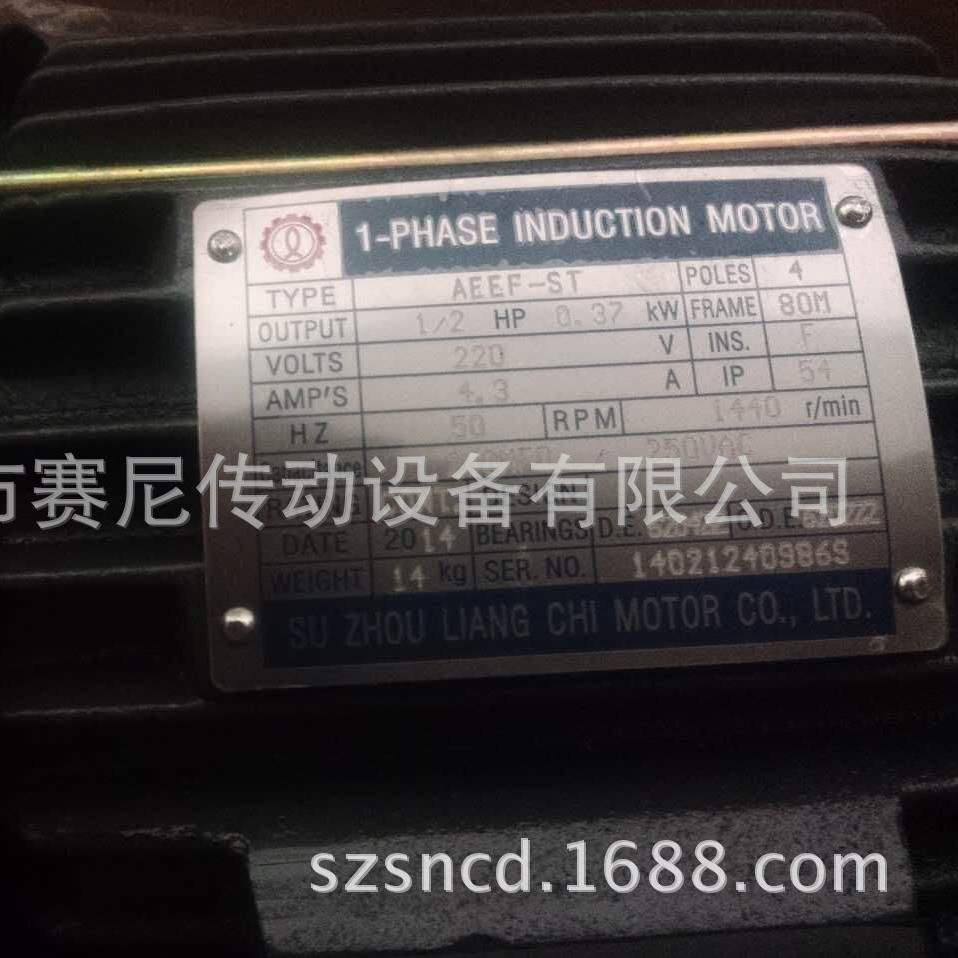 1-PHASE INDUCTION MOTOR
TYPE AEEF-ST POLES 4
OUTPUT 1/2 HP 0.37 kW FRAME 80M
VOLTS 220 V INS. F
AMP'S 4.3 A IP 54
HZ 50 RPM 1440 r/min
250VAC
市赛尼传动设备有限公司
DATE 2014 BEARINGS D.E. O.D.E.
WEIGHT 14 kg SER. NO. 140212409869
SU ZHOU LIANG CHI MOTOR CO., LTD.
szsncd.1688.com